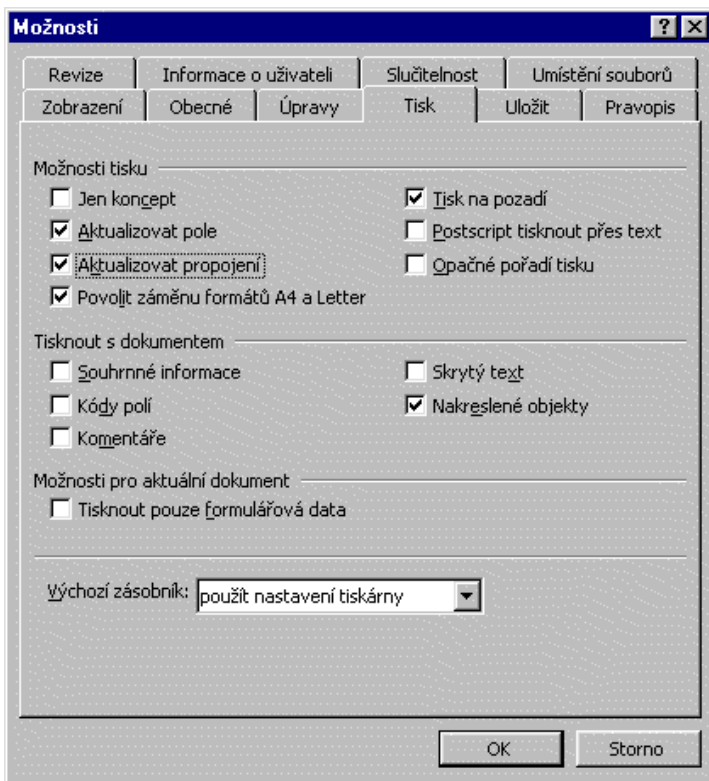 Možnosti
Revize Informace o uživateli Slučitelnost Umístění souborů
Zobrazení Obecné Úpravy Tisk Uložit Pravopis
Možnosti tisku
Jen koncept Tisk na pozadí
Aktualizovat pole Postscript tisknout přes text
Aktualizovat propojení Opačné pořadí tisku
Povolit záměnu formátů A4 a Letter
Tisknout s dokumentem
Souhrnné informace Skrytý text
Kódy polí Nakreslené objekty
Komentáře
Možnosti pro aktuální dokument
Tisknout pouze formulářová data
Výchozí zásobník: použít nastavení tiskárny
OK Storno